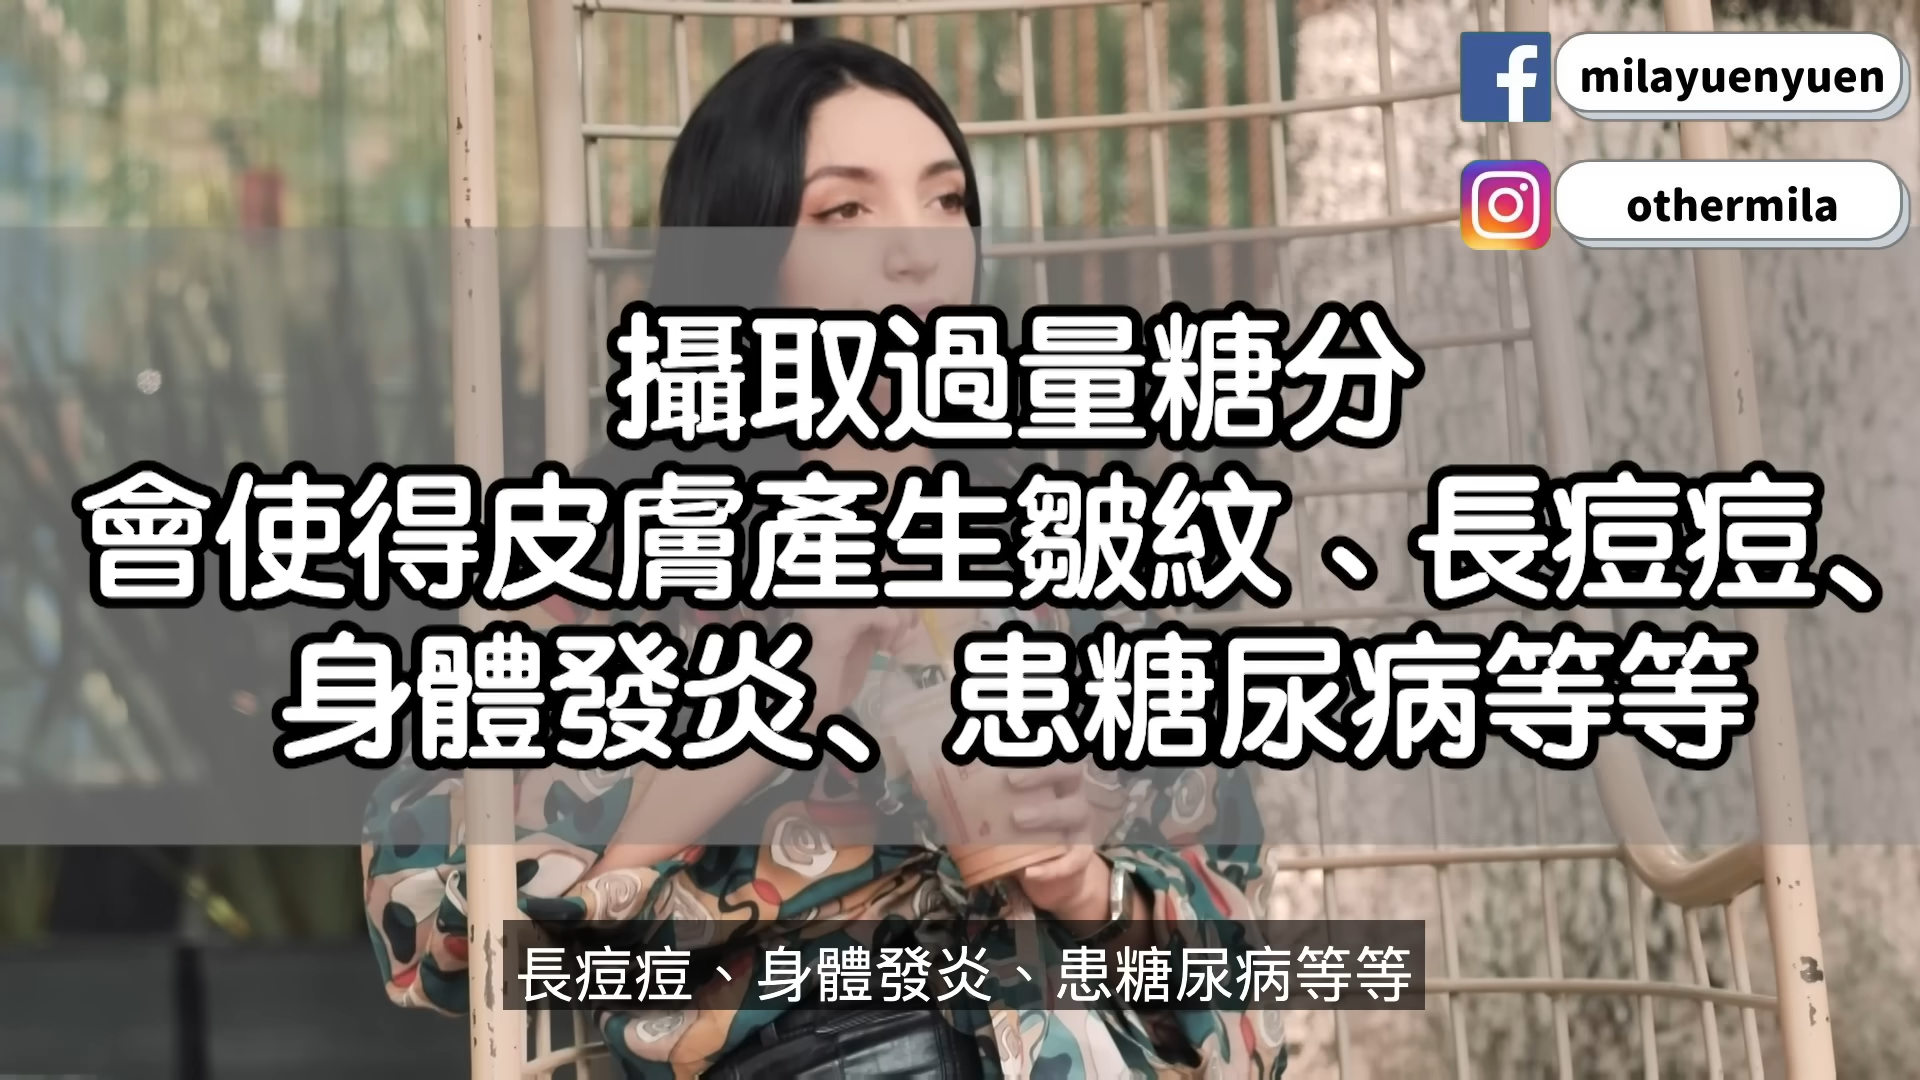 milayuenyuen
othermila
攝取過量糖分
會使得皮膚產生皺紋、長痘痘、
身體發炎、患糖尿病等等
長痘痘、身體發炎、患糖尿病等等